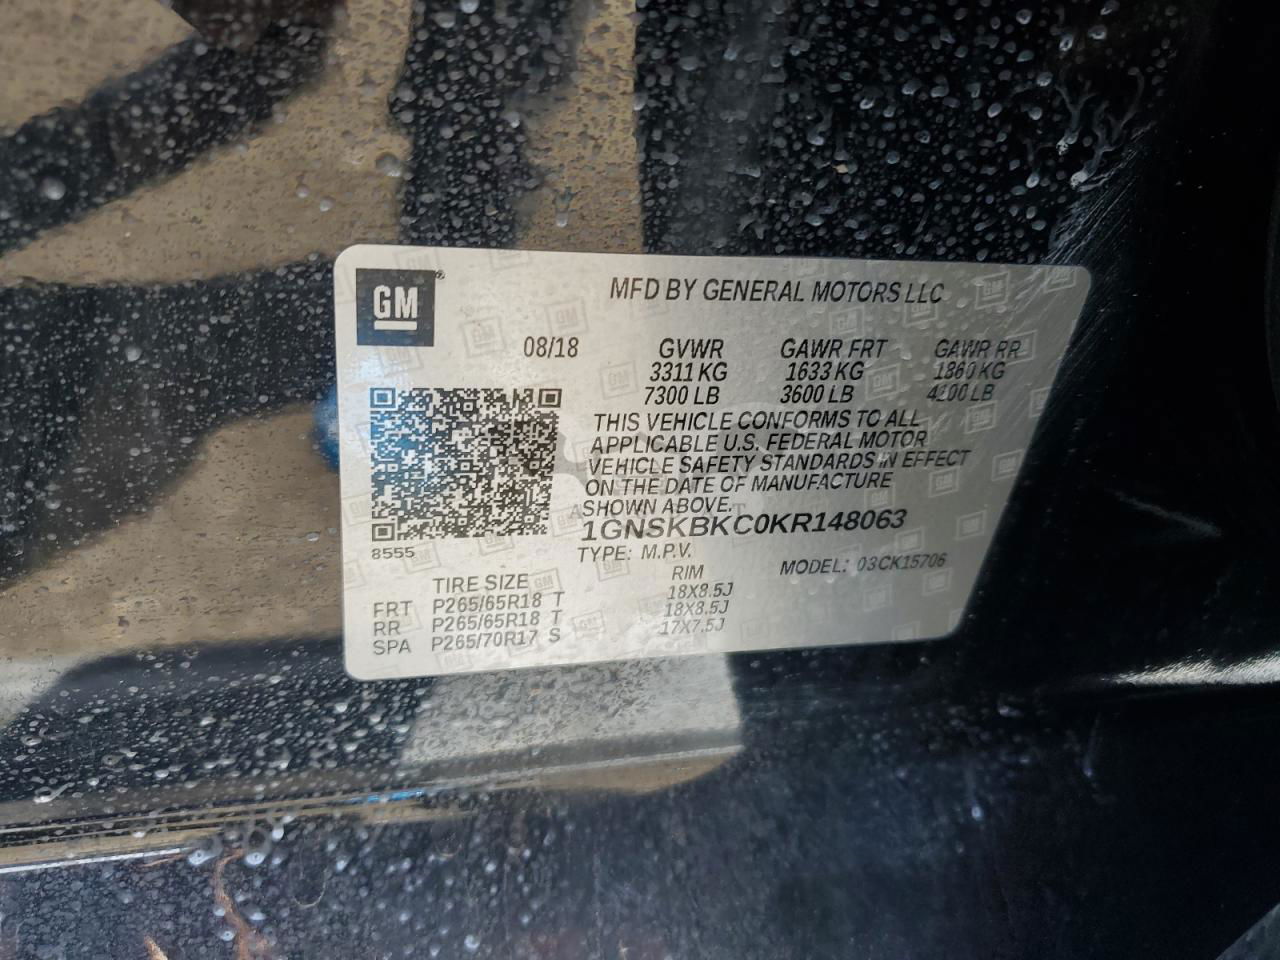 GM
MFD BY GENERAL MOTORS LLC
08/18 GVWR GAWR FRT GAWR RR
3311 KG 1633 KG 1860 KG
7300 LB 3600 LB 4100 LB
THIS VEHICLE CONFORMS TO ALL
APPLICABLE U.S. FEDERAL MOTOR
VEHICLE SAFETY STANDARDS IN EFFECT
ON THE DATE OF MANUFACTURE
SHOWN ABOVE.
1GNSKBKC0KR148063
8555
TYPE: M.P.V. MODEL: 03CK15706
TIRE SIZE RIM
FRT P265/65R18 T 18X8.5J
RR P265/65R18 T 18X8.5J
SPA P265/70R17 S 17X7.5J